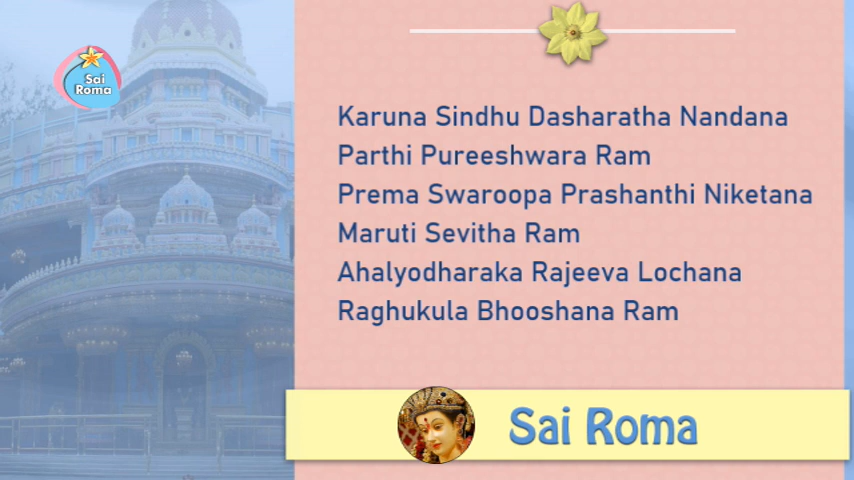 Sai
Roma
Karuna Sindhu Dasharatha Nandana
Parthi Pureeshwara Ram
Prema Swaroopa Prashanthi Niketana
Maruti Sevitha Ram
Ahalyodharaka Rajeeva Lochana
Raghukula Bhooshana Ram
Sai Roma